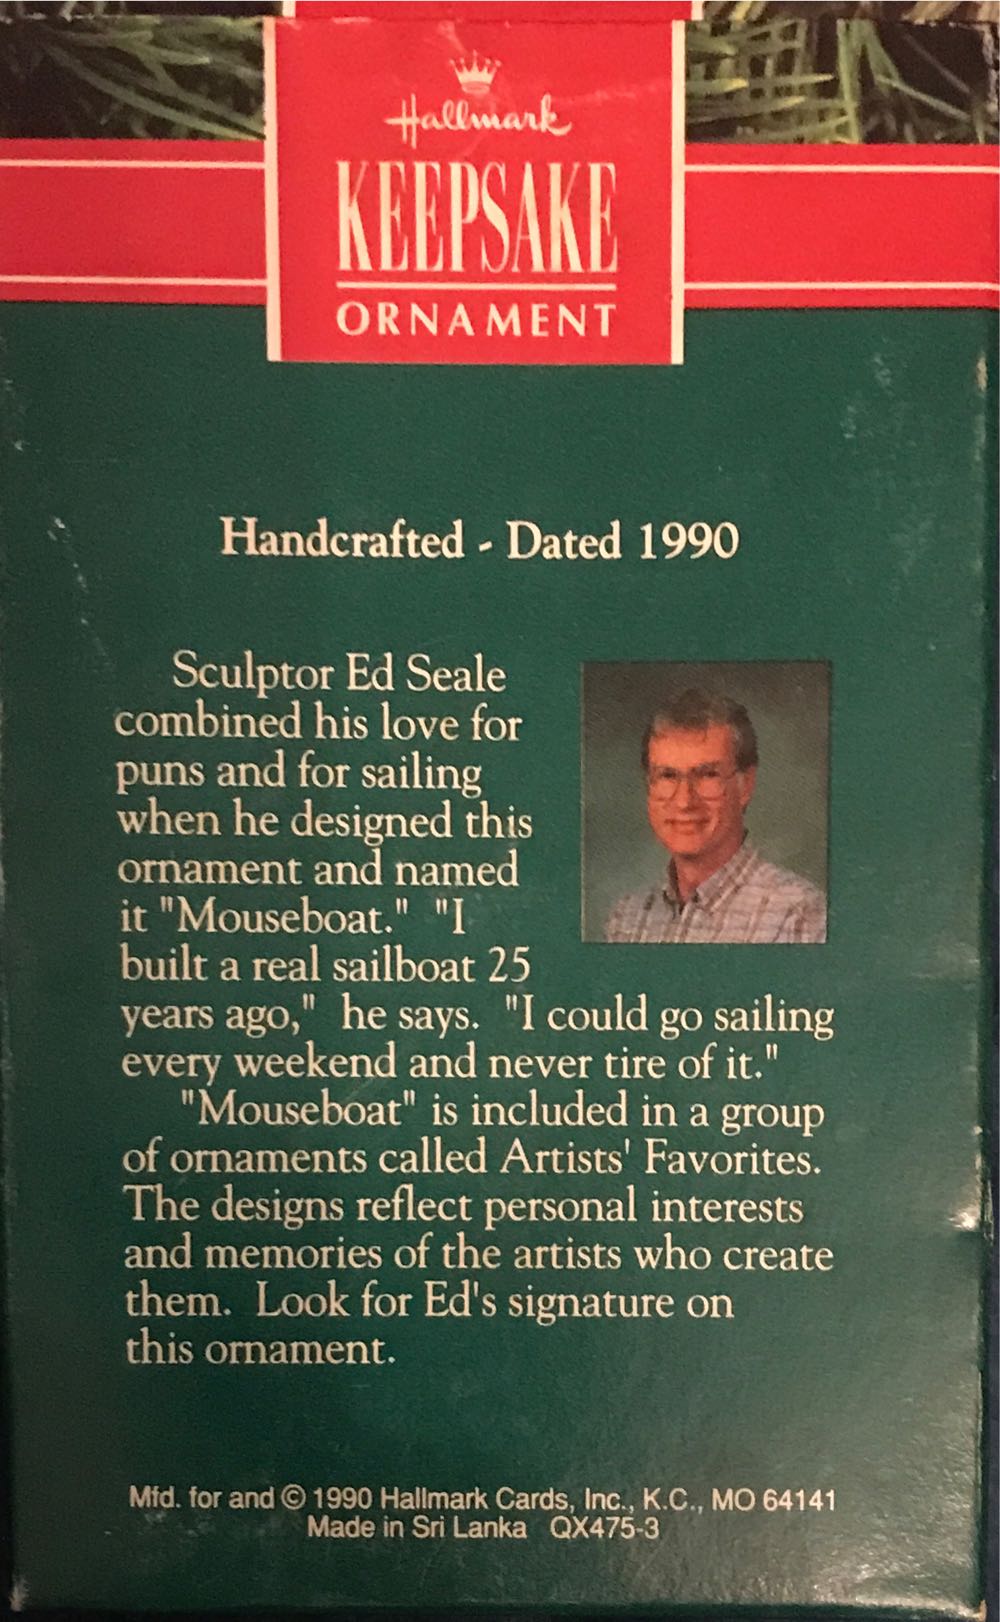 Hallmark
KEEPSAKE
ORNAMENT
Handcrafted - Dated 1990
Sculptor Ed Seale
combined his love for
puns and for sailing
when he designed this
ornament and named
it "Mouseboat." "I
built a real sailboat 25
years ago," he says. "I could go sailing
every weekend and never tire of it."
"Mouseboat" is included in a group
of ornaments called Artists' Favorites.
The designs reflect personal interests
and memories of the artists who create
them. Look for Ed's signature on
this ornament.
Mfd. for and © 1990 Hallmark Cards, Inc., K.C., MO 64141
Made in Sri Lanka QX475-3